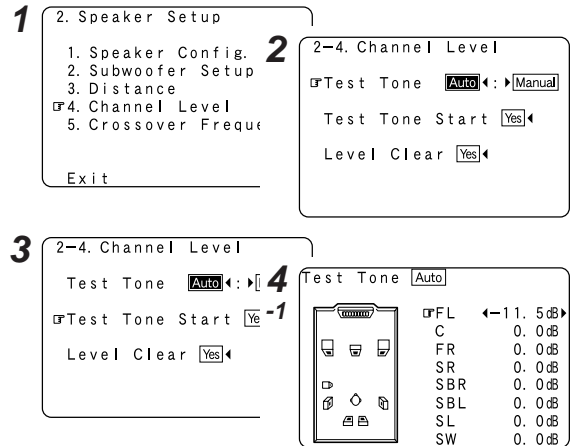 1
2. Speaker Setup
1. Speaker Config.
2. Subwoofer Setup
3. Distance
☞4. Channel Level
5. Crossover Freque
Exit
2
2-4. Channel Level
☞Test Tone Auto ◂ : ▸ Manual
Test Tone Start Yes ◂
Level Clear Yes ◂
3
2-4. Channel Level
Test Tone Auto ◂ : ▸
☞Test Tone Start Ye
Level Clear Yes ◂
4
-1
Test Tone Auto
☞FL ◂-11.5dB▸
C 0.0dB
FR 0.0dB
SR 0.0dB
SBR 0.0dB
SBL 0.0dB
SL 0.0dB
SW 0.0dB